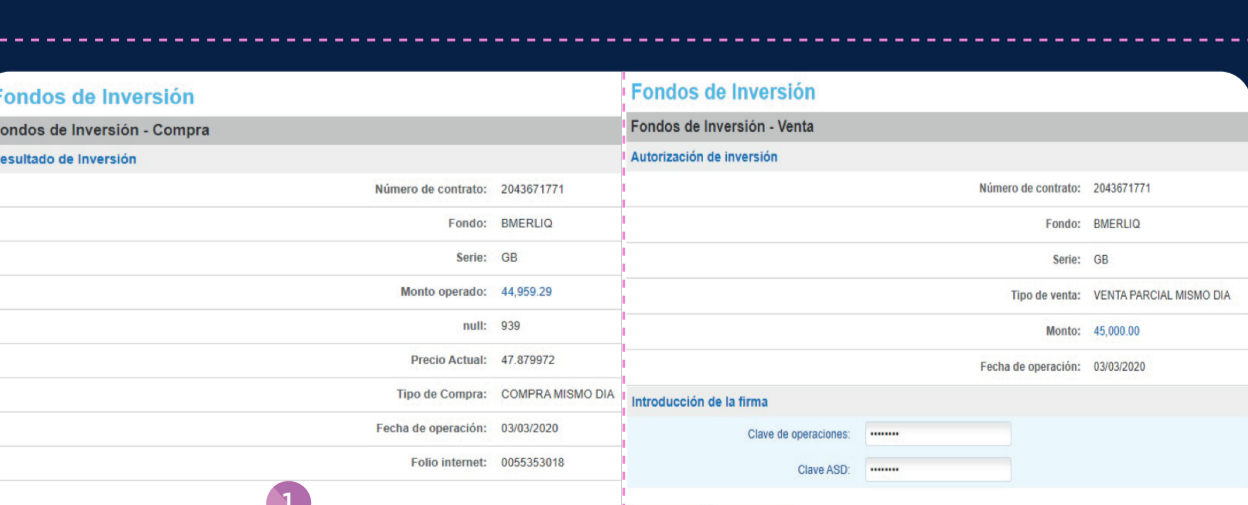 Fondos de Inversión
Fondos de Inversión - Compra
Resultado de Inversión
Número de contrato: 2043671771
Fondo: BMERLIQ
Serie: GB
Monto operado: 44,959.29
null: 939
Precio Actual: 47.879972
Tipo de Compra: COMPRA MISMO DIA
Fecha de operación: 03/03/2020
Folio internet: 0055353018
1
Fondos de Inversión
Fondos de Inversión - Venta
Autorización de inversión
Número de contrato: 2043671771
Fondo: BMERLIQ
Serie: GB
Tipo de venta: VENTA PARCIAL MISMO DIA
Monto: 45,000.00
Fecha de operación: 03/03/2020
Introducción de la firma
Clave de operaciones: ••••••••
Clave ASD: ••••••••